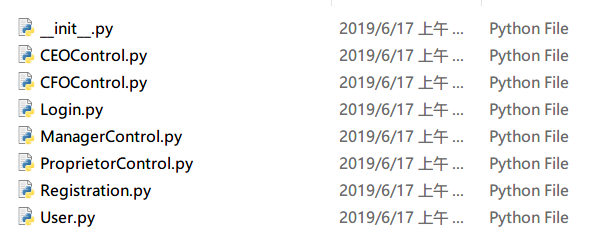 __init__.py 2019/6/17 上午 ... Python File
CEOControl.py 2019/6/17 上午 ... Python File
CFOControl.py 2019/6/17 上午 ... Python File
Login.py 2019/6/17 上午 ... Python File
ManagerControl.py 2019/6/17 上午 ... Python File
ProprietorControl.py 2019/6/17 上午 ... Python File
Registration.py 2019/6/17 上午 ... Python File
User.py 2019/6/17 上午 ... Python File